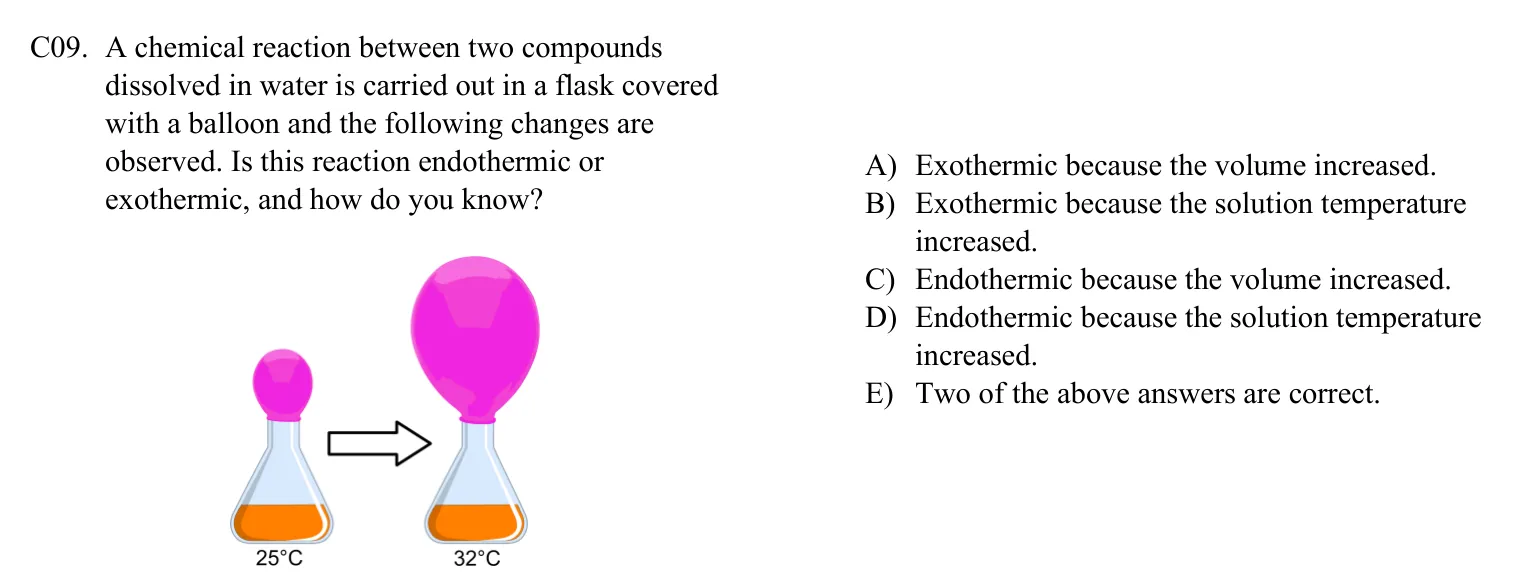 C09. A chemical reaction between two compounds
dissolved in water is carried out in a flask covered
with a balloon and the following changes are
observed. Is this reaction endothermic or
exothermic, and how do you know?
25°C
32°C
A) Exothermic because the volume increased.
B) Exothermic because the solution temperature
increased.
C) Endothermic because the volume increased.
D) Endothermic because the solution temperature
increased.
E) Two of the above answers are correct.